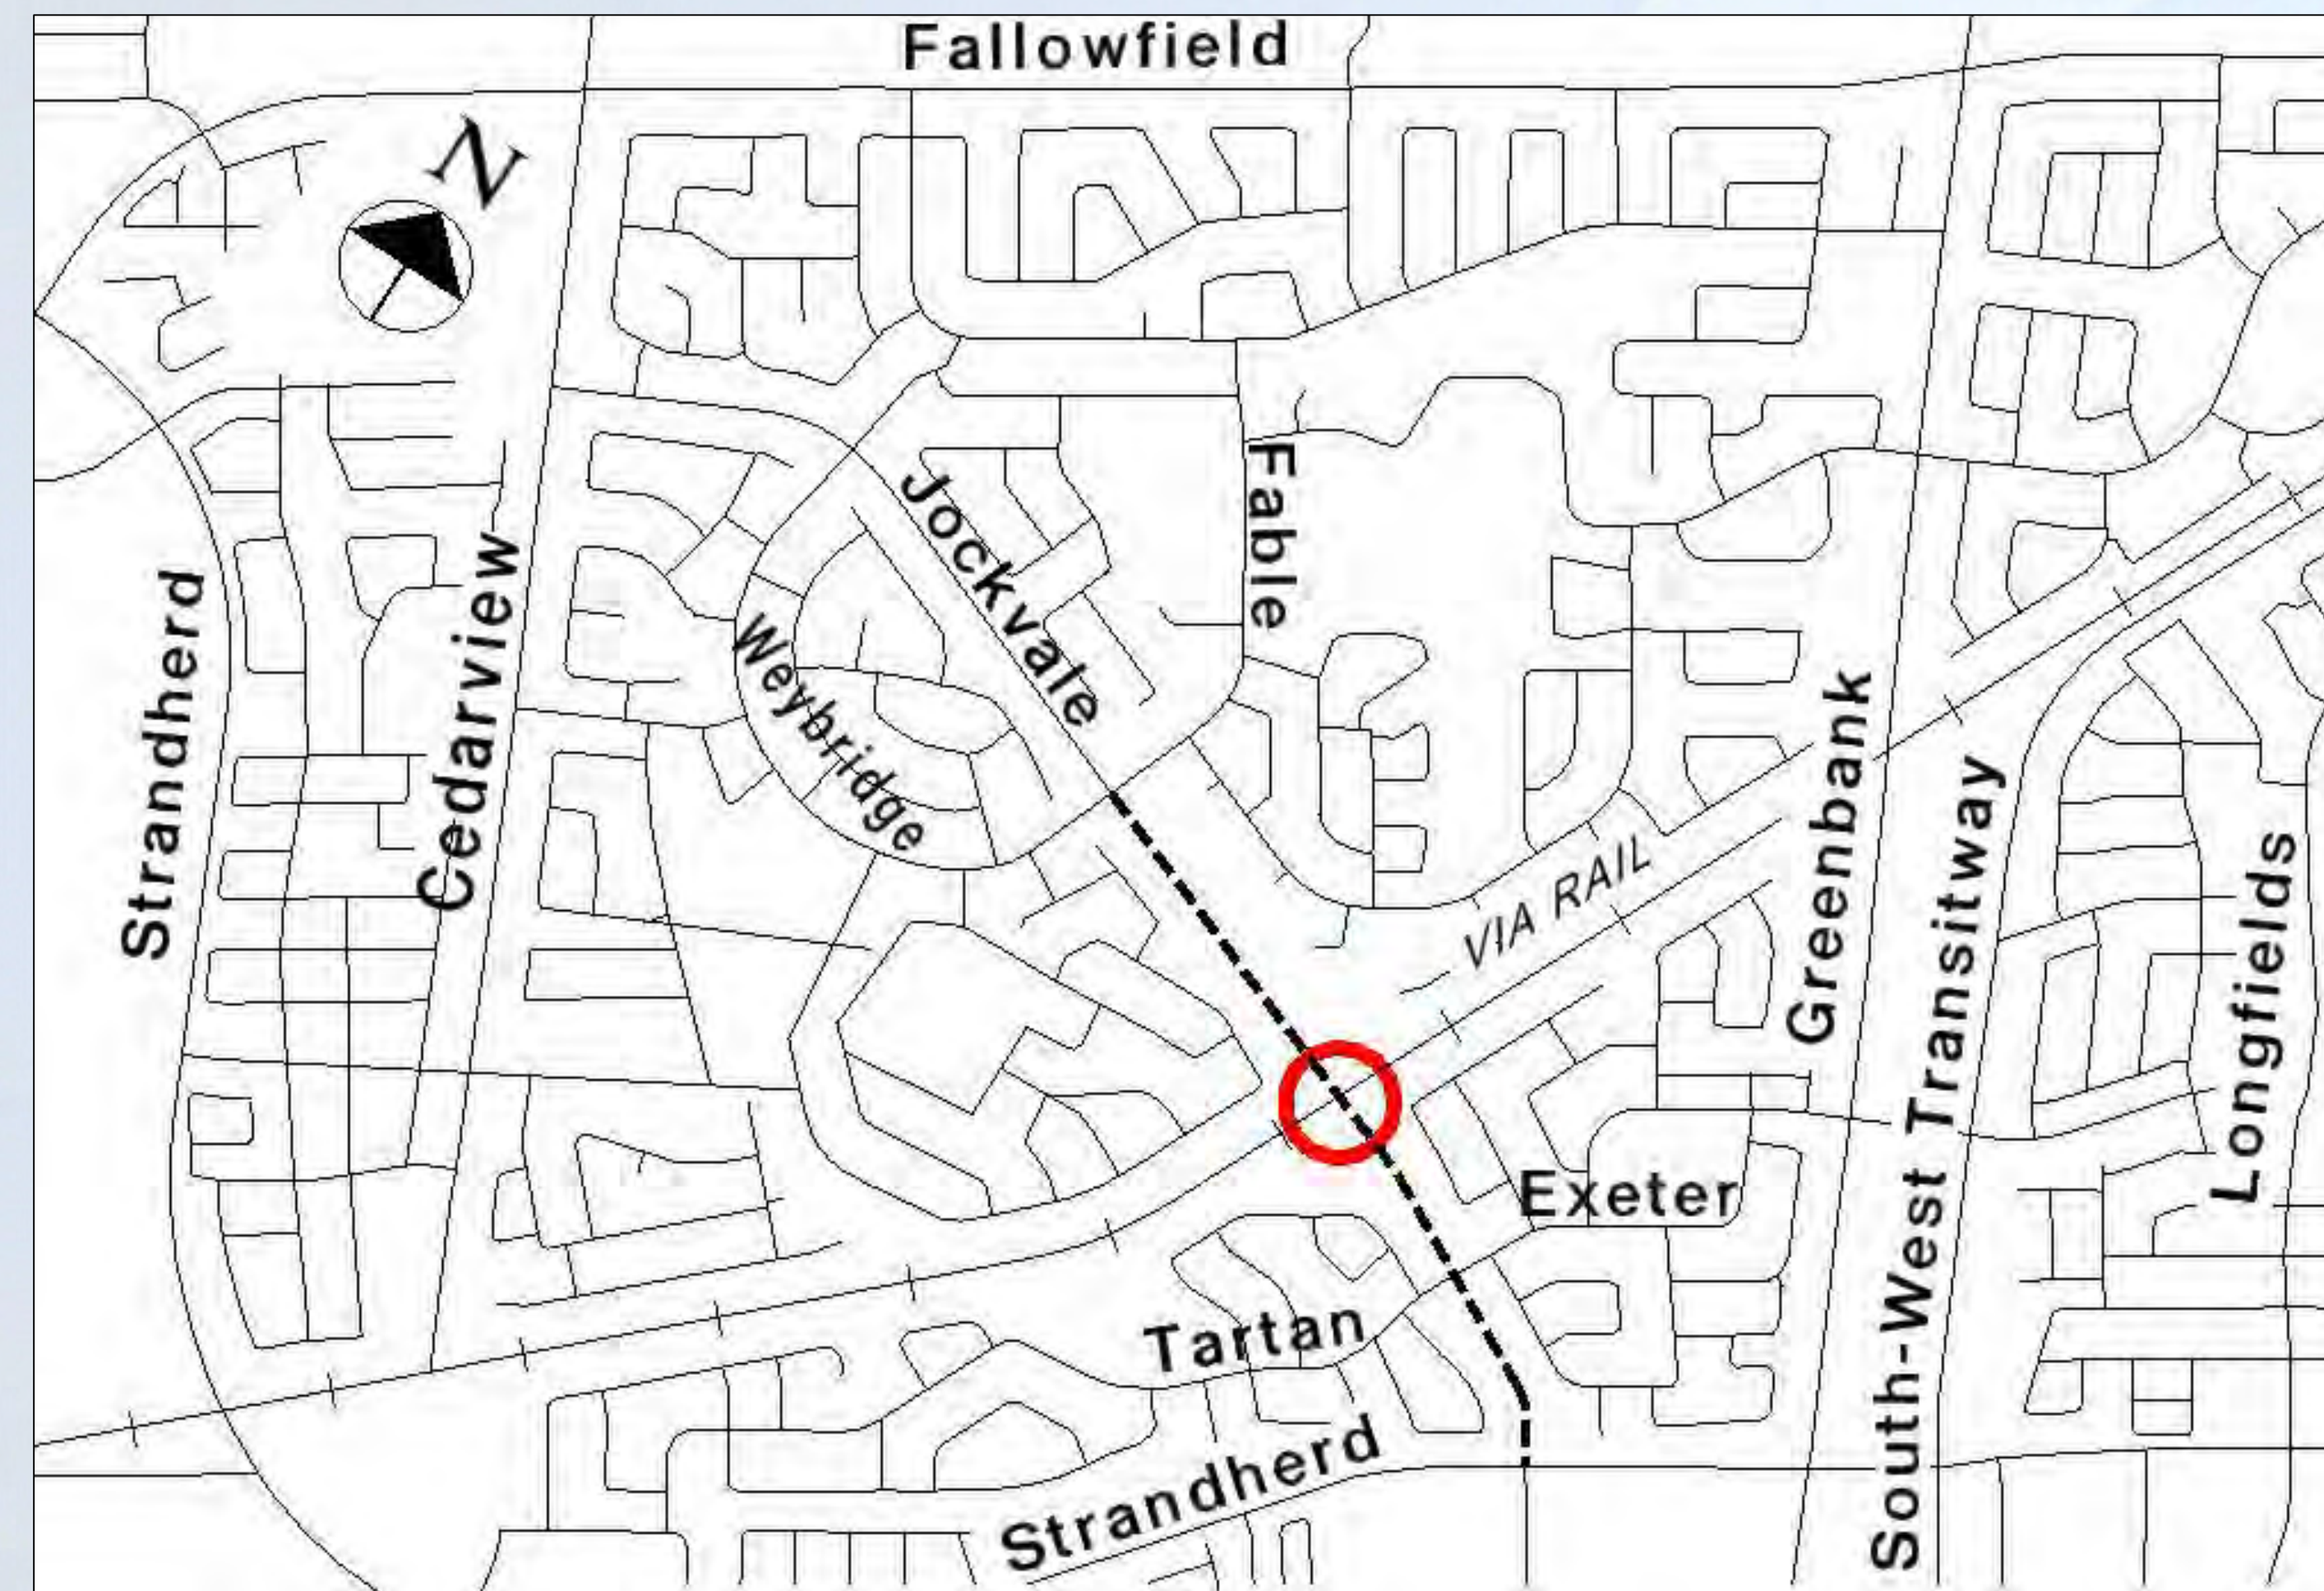 Fallowfield
N
Jockvale
Fable
Strandherd
Cedarview
Weybridge
Greenbank
VIA RAIL
South-West Transitway
Longfields
Exeter
Tartan
Strandherd